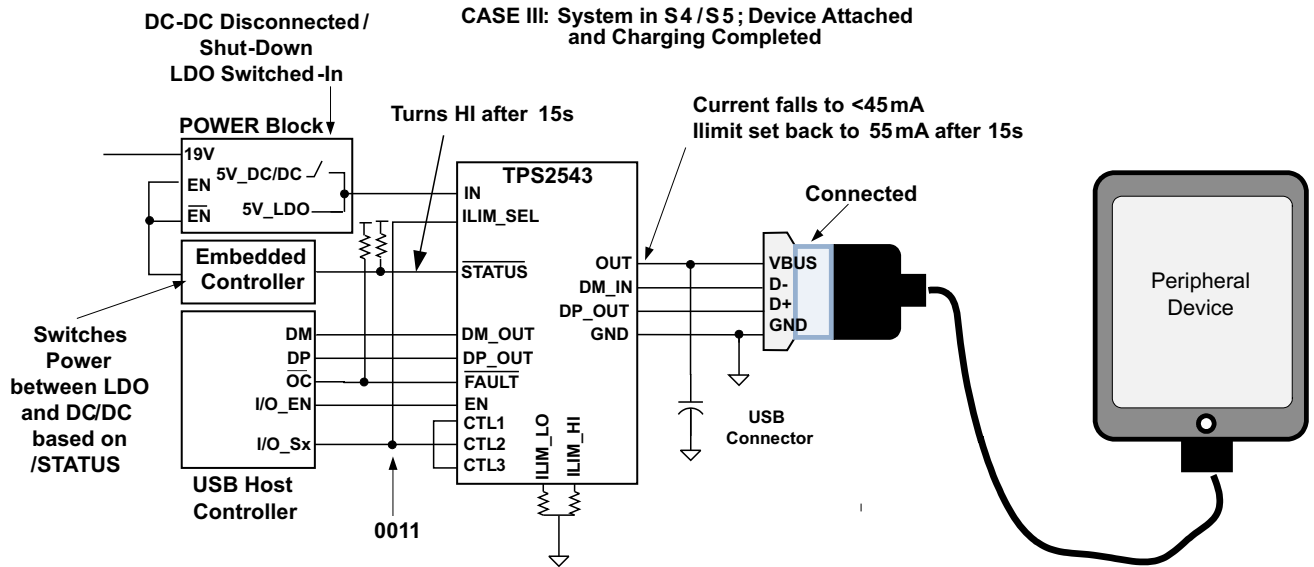 CASE III: System in S4/S5; Device Attached
and Charging Completed
DC-DC Disconnected/
Shut-Down
LDO Switched-In
POWER Block
19V
EN
EN
5V_DC/DC
5V_LDO
Turns HI after 15s
Current falls to <45mA
Ilimit set back to 55mA after 15s
Connected
Embedded
Controller
Switches
Power
between LDO
and DC/DC
based on
/STATUS
DM
DP
OC
I/O_EN
I/O_Sx
USB Host
Controller
0011
TPS2543
IN
ILIM_SEL
STATUS
DM_OUT
DP_OUT
FAULT
EN
CTL1
CTL2
CTL3
ILIM_LO
ILIM_HI
OUT
DM_IN
DP_OUT
GND
VBUS
D-
D+
GND
USB
Connector
Peripheral
Device